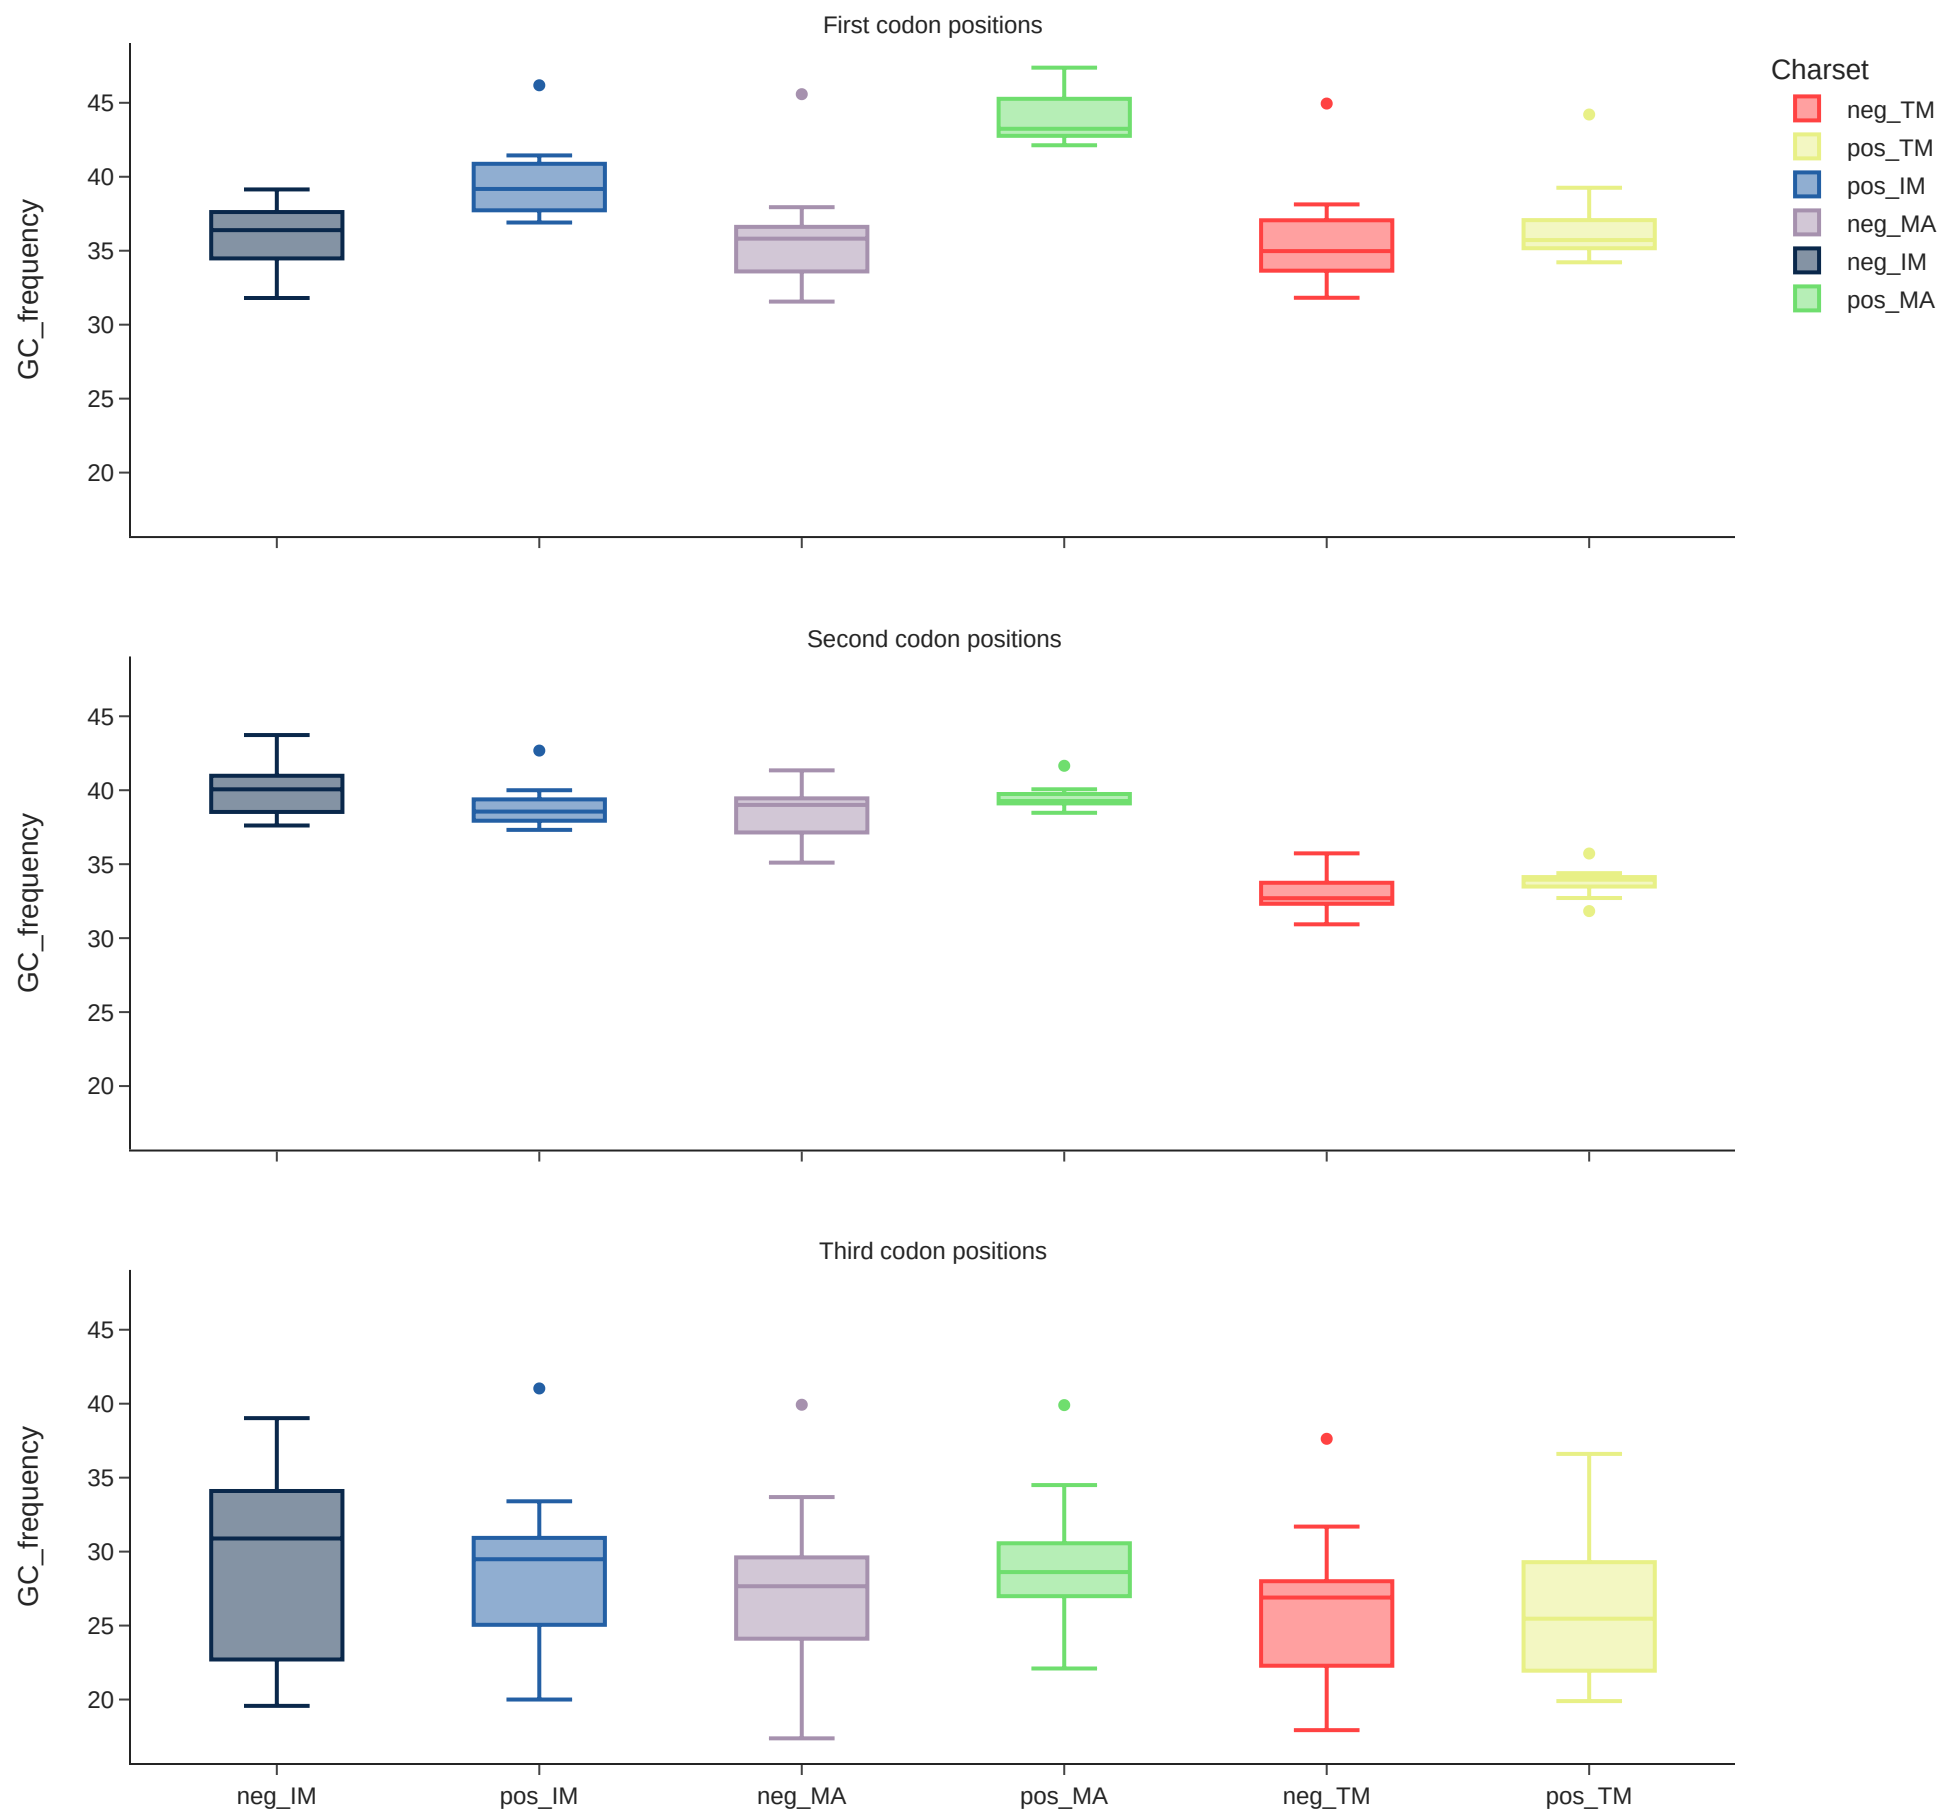 First codon positions
GC_frequency
45
40
35
30
25
20
Charset
neg_TM
pos_TM
pos_IM
neg_MA
neg_IM
pos_MA
Second codon positions
GC_frequency
45
40
35
30
25
20
Third codon positions
GC_frequency
45
40
35
30
25
20
neg_IM pos_IM neg_MA pos_MA neg_TM pos_TM